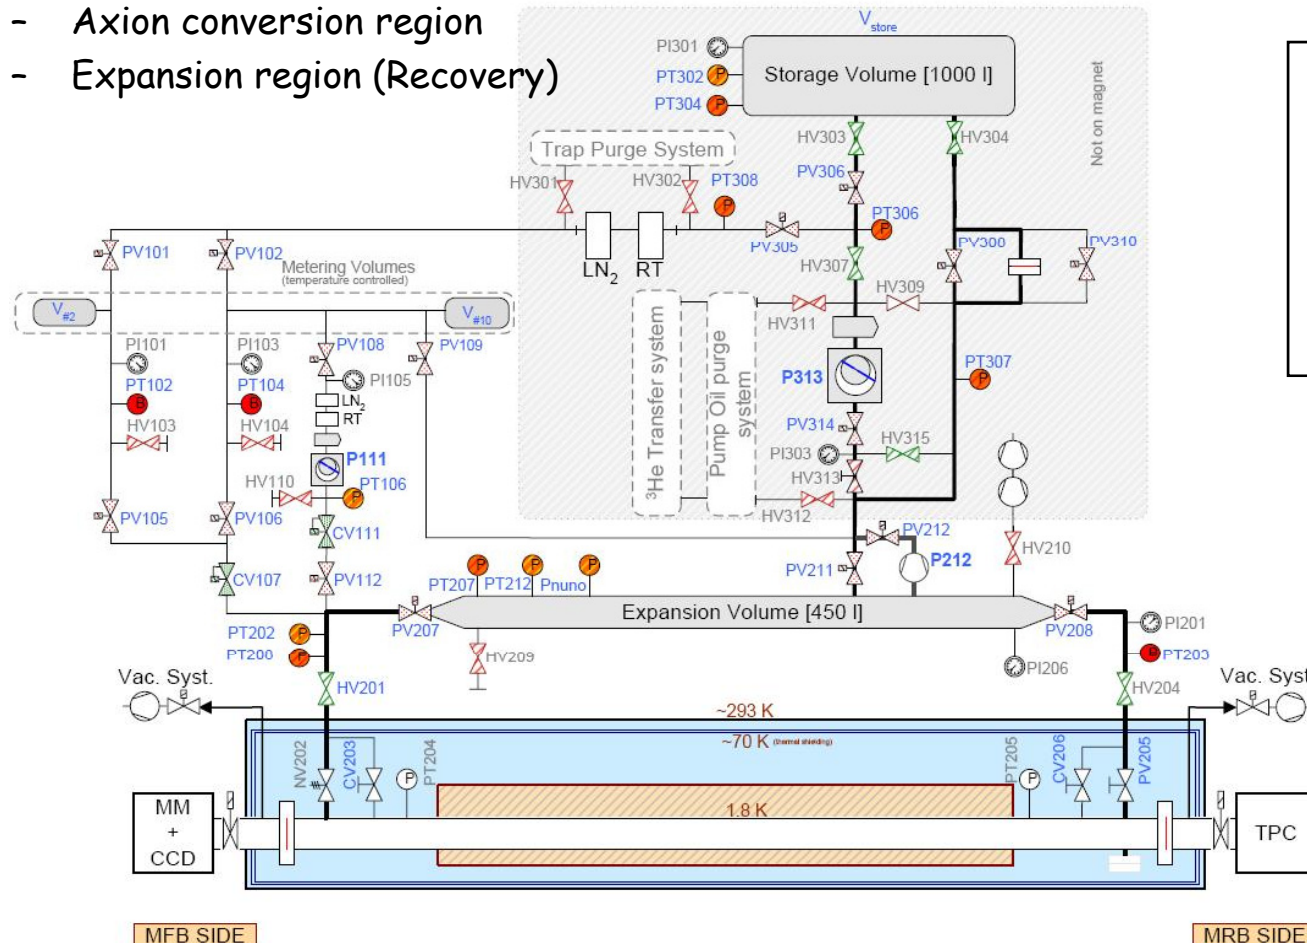 - Axion conversion region
- Expansion region (Recovery)
V store
PI301
PT302
PT304
Storage Volume [1000 l]
Not on magnet
HV303
HV304
Trap Purge System
HV301
HV302
PT308
PV306
PT306
PV101
PV102
LN2
RT
PV305
HV307
PV300
PV310
Metering Volumes
(temperature controlled)
V#2
V#10
HV309
HV311
PI101
PI103
PV108
PV109
PT102
PT104
PI105
LN2
RT
HV103
HV104
3He Transfer system
Pump Oil purge system
P313
PT307
PV314
HV315
PI303
HV313
HV312
P111
HV110
PT106
PV105
PV106
CV111
PV212
P212
HV210
CV107
PV112
PT207
PT212
Pnuno
PV211
Expansion Volume [450 l]
PV207
PV208
PT202
PT200
HV209
PI206
PI201
PT203
Vac. Syst.
HV201
HV204
Vac. Syst
~293 K
~70 K (thermal shielding)
NV202
CV203
PT204
PT205
CV206
PV205
1.8 K
MM
+
CCD
TPC
MFB SIDE
MRB SIDE